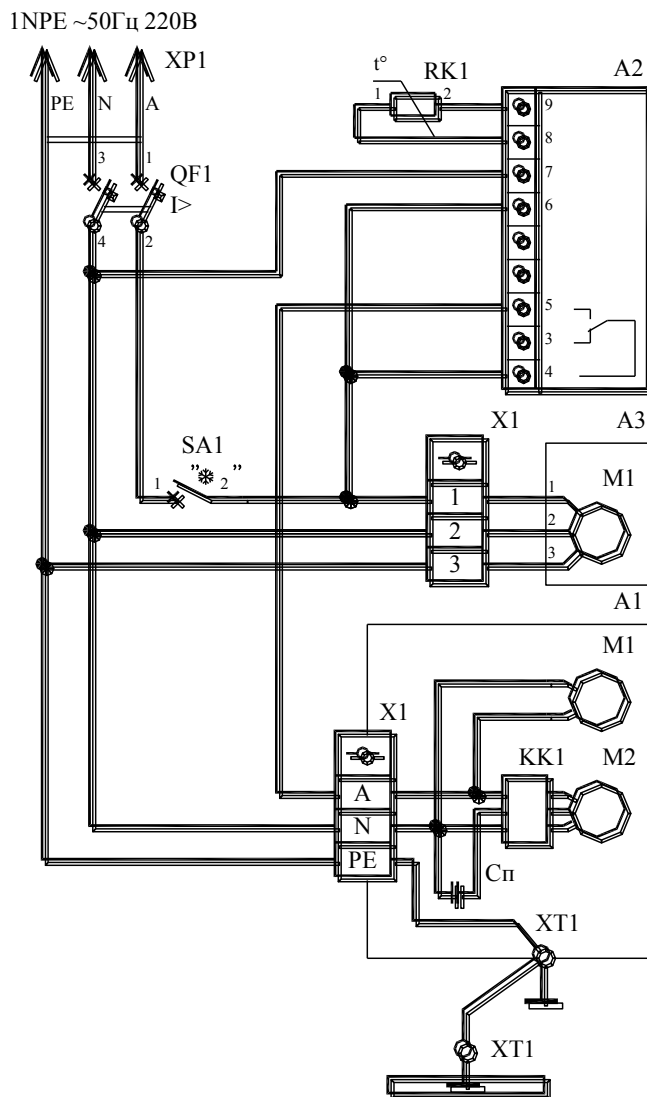 1NPE ~50Гц 220В
XP1
PE N A
3 1
QF1
I>
4 2
t°
RK1
1 2
A2
9
8
7
6
5
3
4
SA1
1 "❄" 2
X1
1
2
3
A3
M1
1
2
3
A1
M1
X1
A
N
PE
KK1
M2
Cп
XT1
XT1